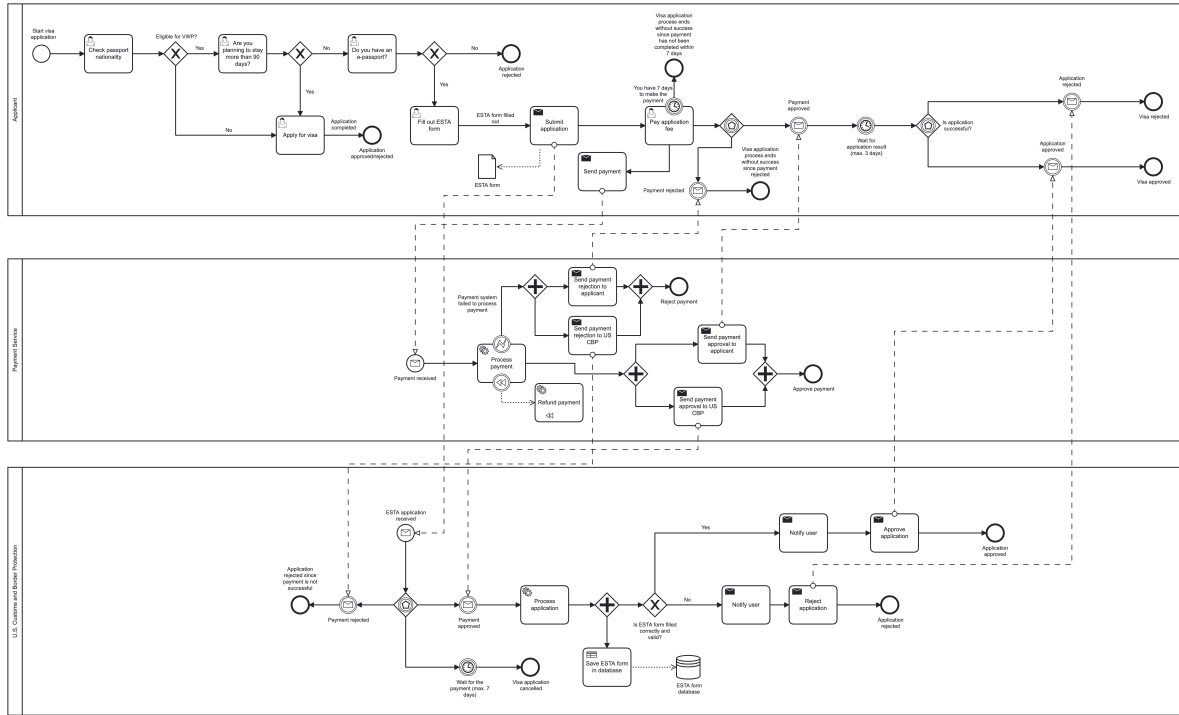 Applicant
Start visa
application
Check passport
nationality
Eligible for VWP?
Yes
No
Are you
planning to stay
more than 90
days?
No
Yes
Apply for visa
Application
completed
Application
approved/rejected
Do you have an
e-passport?
No
Application
rejected
Yes
Fill out ESTA
form
ESTA form filled
out
Submit
application
ESTA form
Visa application
process ends
without success
since payment
has not been
completed within
7 days
You have 7 days
to make the
payment
Pay application
fee
Send payment
Payment rejected
Visa application
process ends
without success
since payment
rejected
Payment
approved
Wait for
application result
(max. 3 days)
Is application
successful?
Application
rejected
Visa rejected
Application
approved
Visa approved
Payment Service
Payment received
Process
payment
Payment system
failed to process
payment
Refund payment
Send payment
rejection to
applicant
Send payment
rejection to US
CBP
Reject payment
Send payment
approval to
applicant
Send payment
approval to US
CBP
Approve payment
U.S. Customs and Border Protection
ESTA application
received
Application
rejected since
payment is not
successful
Payment rejected
Payment
approved
Wait for the
payment (max. 7
days)
Visa application
cancelled
Process
application
Save ESTA form
in database
ESTA form
database
Is ESTA form filled
correctly and
valid?
Yes
Notify user
Approve
application
Application
approved
No
Notify user
Reject
application
Application
rejected